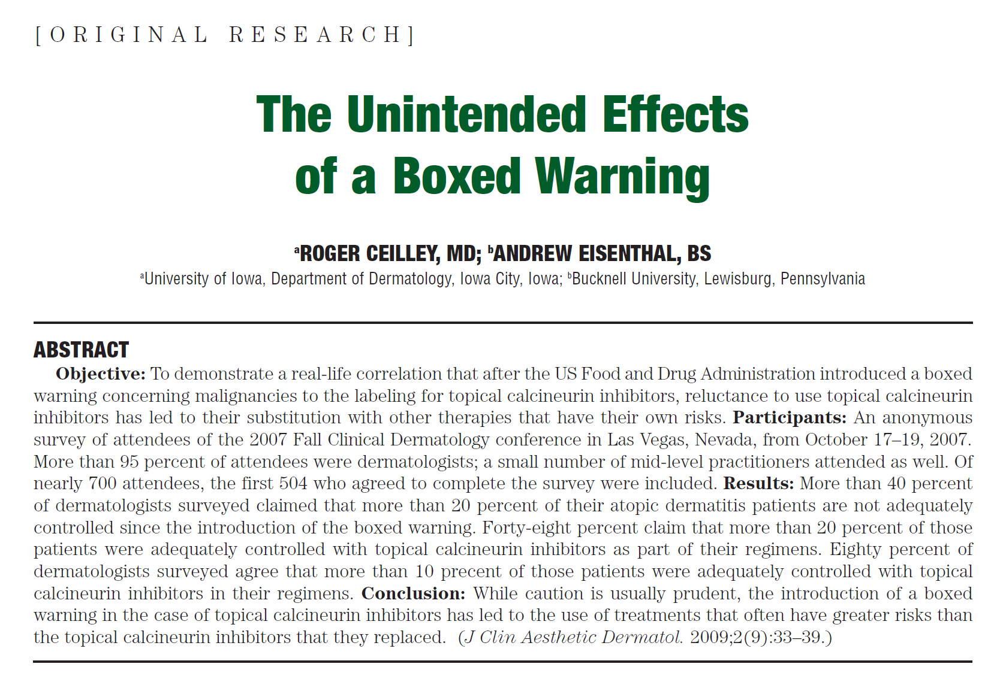 [ORIGINAL RESEARCH]
The Unintended Effects
of a Boxed Warning
aROGER CEILLEY, MD; bANDREW EISENTHAL, BS
aUniversity of Iowa, Department of Dermatology, Iowa City, Iowa; bBucknell University, Lewisburg, Pennsylvania
ABSTRACT
Objective: To demonstrate a real-life correlation that after the US Food and Drug Administration introduced a boxed
warning concerning malignancies to the labeling for topical calcineurin inhibitors, reluctance to use topical calcineurin
inhibitors has led to their substitution with other therapies that have their own risks. Participants: An anonymous
survey of attendees of the 2007 Fall Clinical Dermatology conference in Las Vegas, Nevada, from October 17–19, 2007.
More than 95 percent of attendees were dermatologists; a small number of mid-level practitioners attended as well. Of
nearly 700 attendees, the first 504 who agreed to complete the survey were included. Results: More than 40 percent
of dermatologists surveyed claimed that more than 20 percent of their atopic dermatitis patients are not adequately
controlled since the introduction of the boxed warning. Forty-eight percent claim that more than 20 percent of those
patients were adequately controlled with topical calcineurin inhibitors as part of their regimens. Eighty percent of
dermatologists surveyed agree that more than 10 precent of those patients were adequately controlled with topical
calcineurin inhibitors in their regimens. Conclusion: While caution is usually prudent, the introduction of a boxed
warning in the case of topical calcineurin inhibitors has led to the use of treatments that often have greater risks than
the topical calcineurin inhibitors that they replaced. (J Clin Aesthetic Dermatol. 2009;2(9):33–39.)